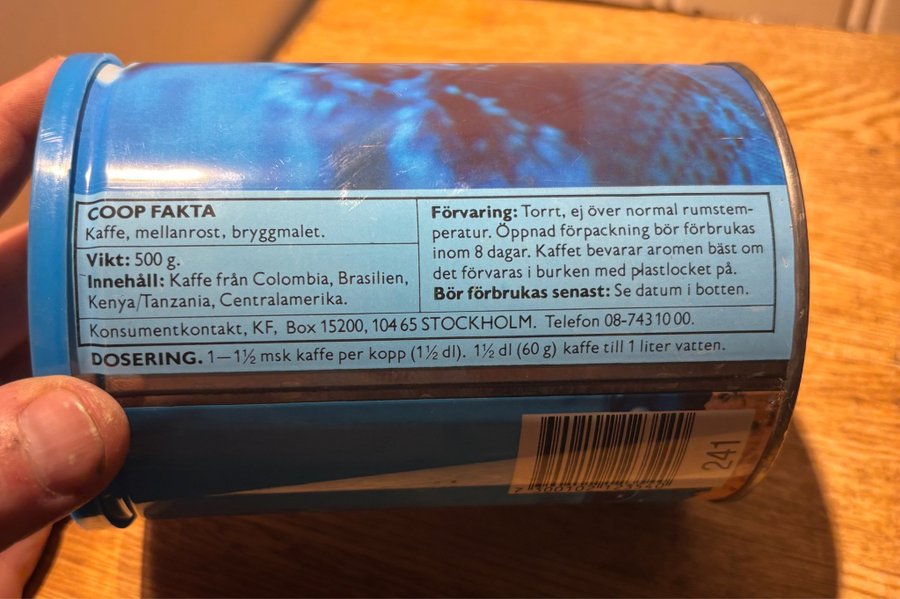 COOP FAKTA
Kaffe, mellanrost, bryggmalet.
Vikt: 500 g.
Innehåll: Kaffe från Colombia, Brasilien,
Kenya/Tanzania, Centralamerika.
Förvaring: Torrt, ej över normal rumstem-
peratur. Öppnad förpackning bör förbrukas
inom 8 dagar. Kaffet bevarar aromen bäst om
det förvaras i burken med plastlocket på.
Bör förbrukas senast: Se datum i botten.
Konsumentkontakt, KF, Box 15200, 104 65 STOCKHOLM. Telefon 08-743 10 00.
DOSERING. 1—1½ msk kaffe per kopp (1½ dl). 1½ dl (60 g) kaffe till 1 liter vatten.
241